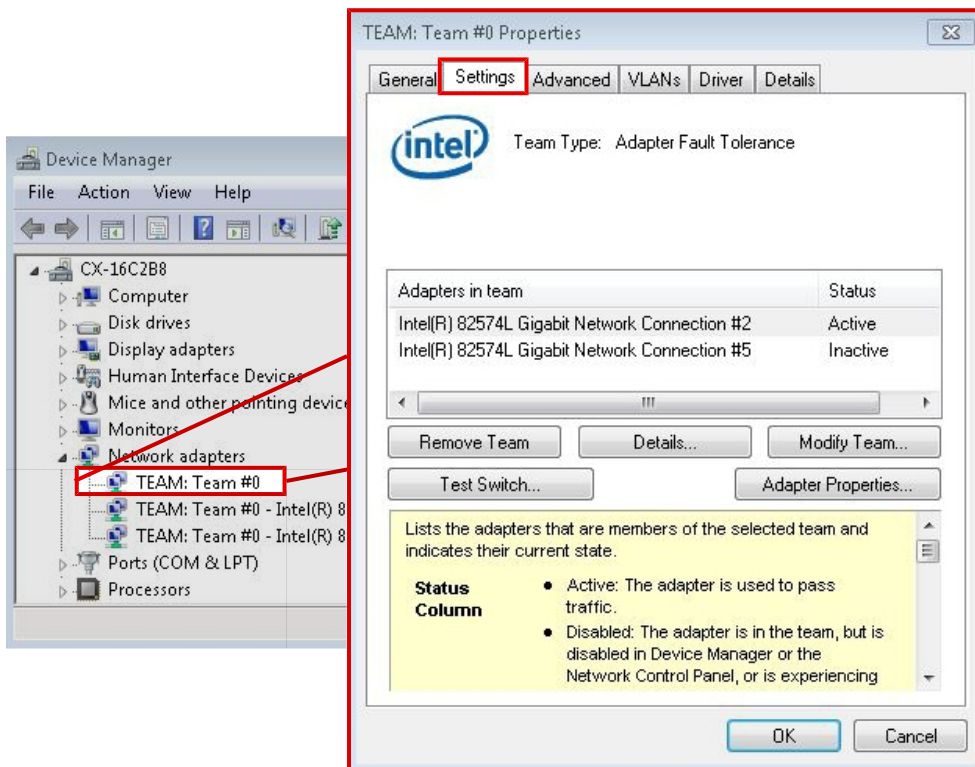 TEAM: Team #0 Properties
General Settings Advanced VLANs Driver Details
intel Team Type: Adapter Fault Tolerance
Device Manager
File Action View Help
CX-16C2B8
Computer
Disk drives
Display adapters
Human Interface Devices
Mice and other pointing device
Monitors
Network adapters
TEAM: Team #0
TEAM: Team #0 - Intel(R) 8
TEAM: Team #0 - Intel(R) 8
Ports (COM & LPT)
Processors
Adapters in team Status
Intel(R) 82574L Gigabit Network Connection #2 Active
Intel(R) 82574L Gigabit Network Connection #5 Inactive
Remove Team Details... Modify Team...
Test Switch... Adapter Properties...
Lists the adapters that are members of the selected team and
indicates their current state.
Status Column
• Active: The adapter is used to pass
traffic.
• Disabled: The adapter is in the team, but is
disabled in Device Manager or the
Network Control Panel, or is experiencing
OK Cancel